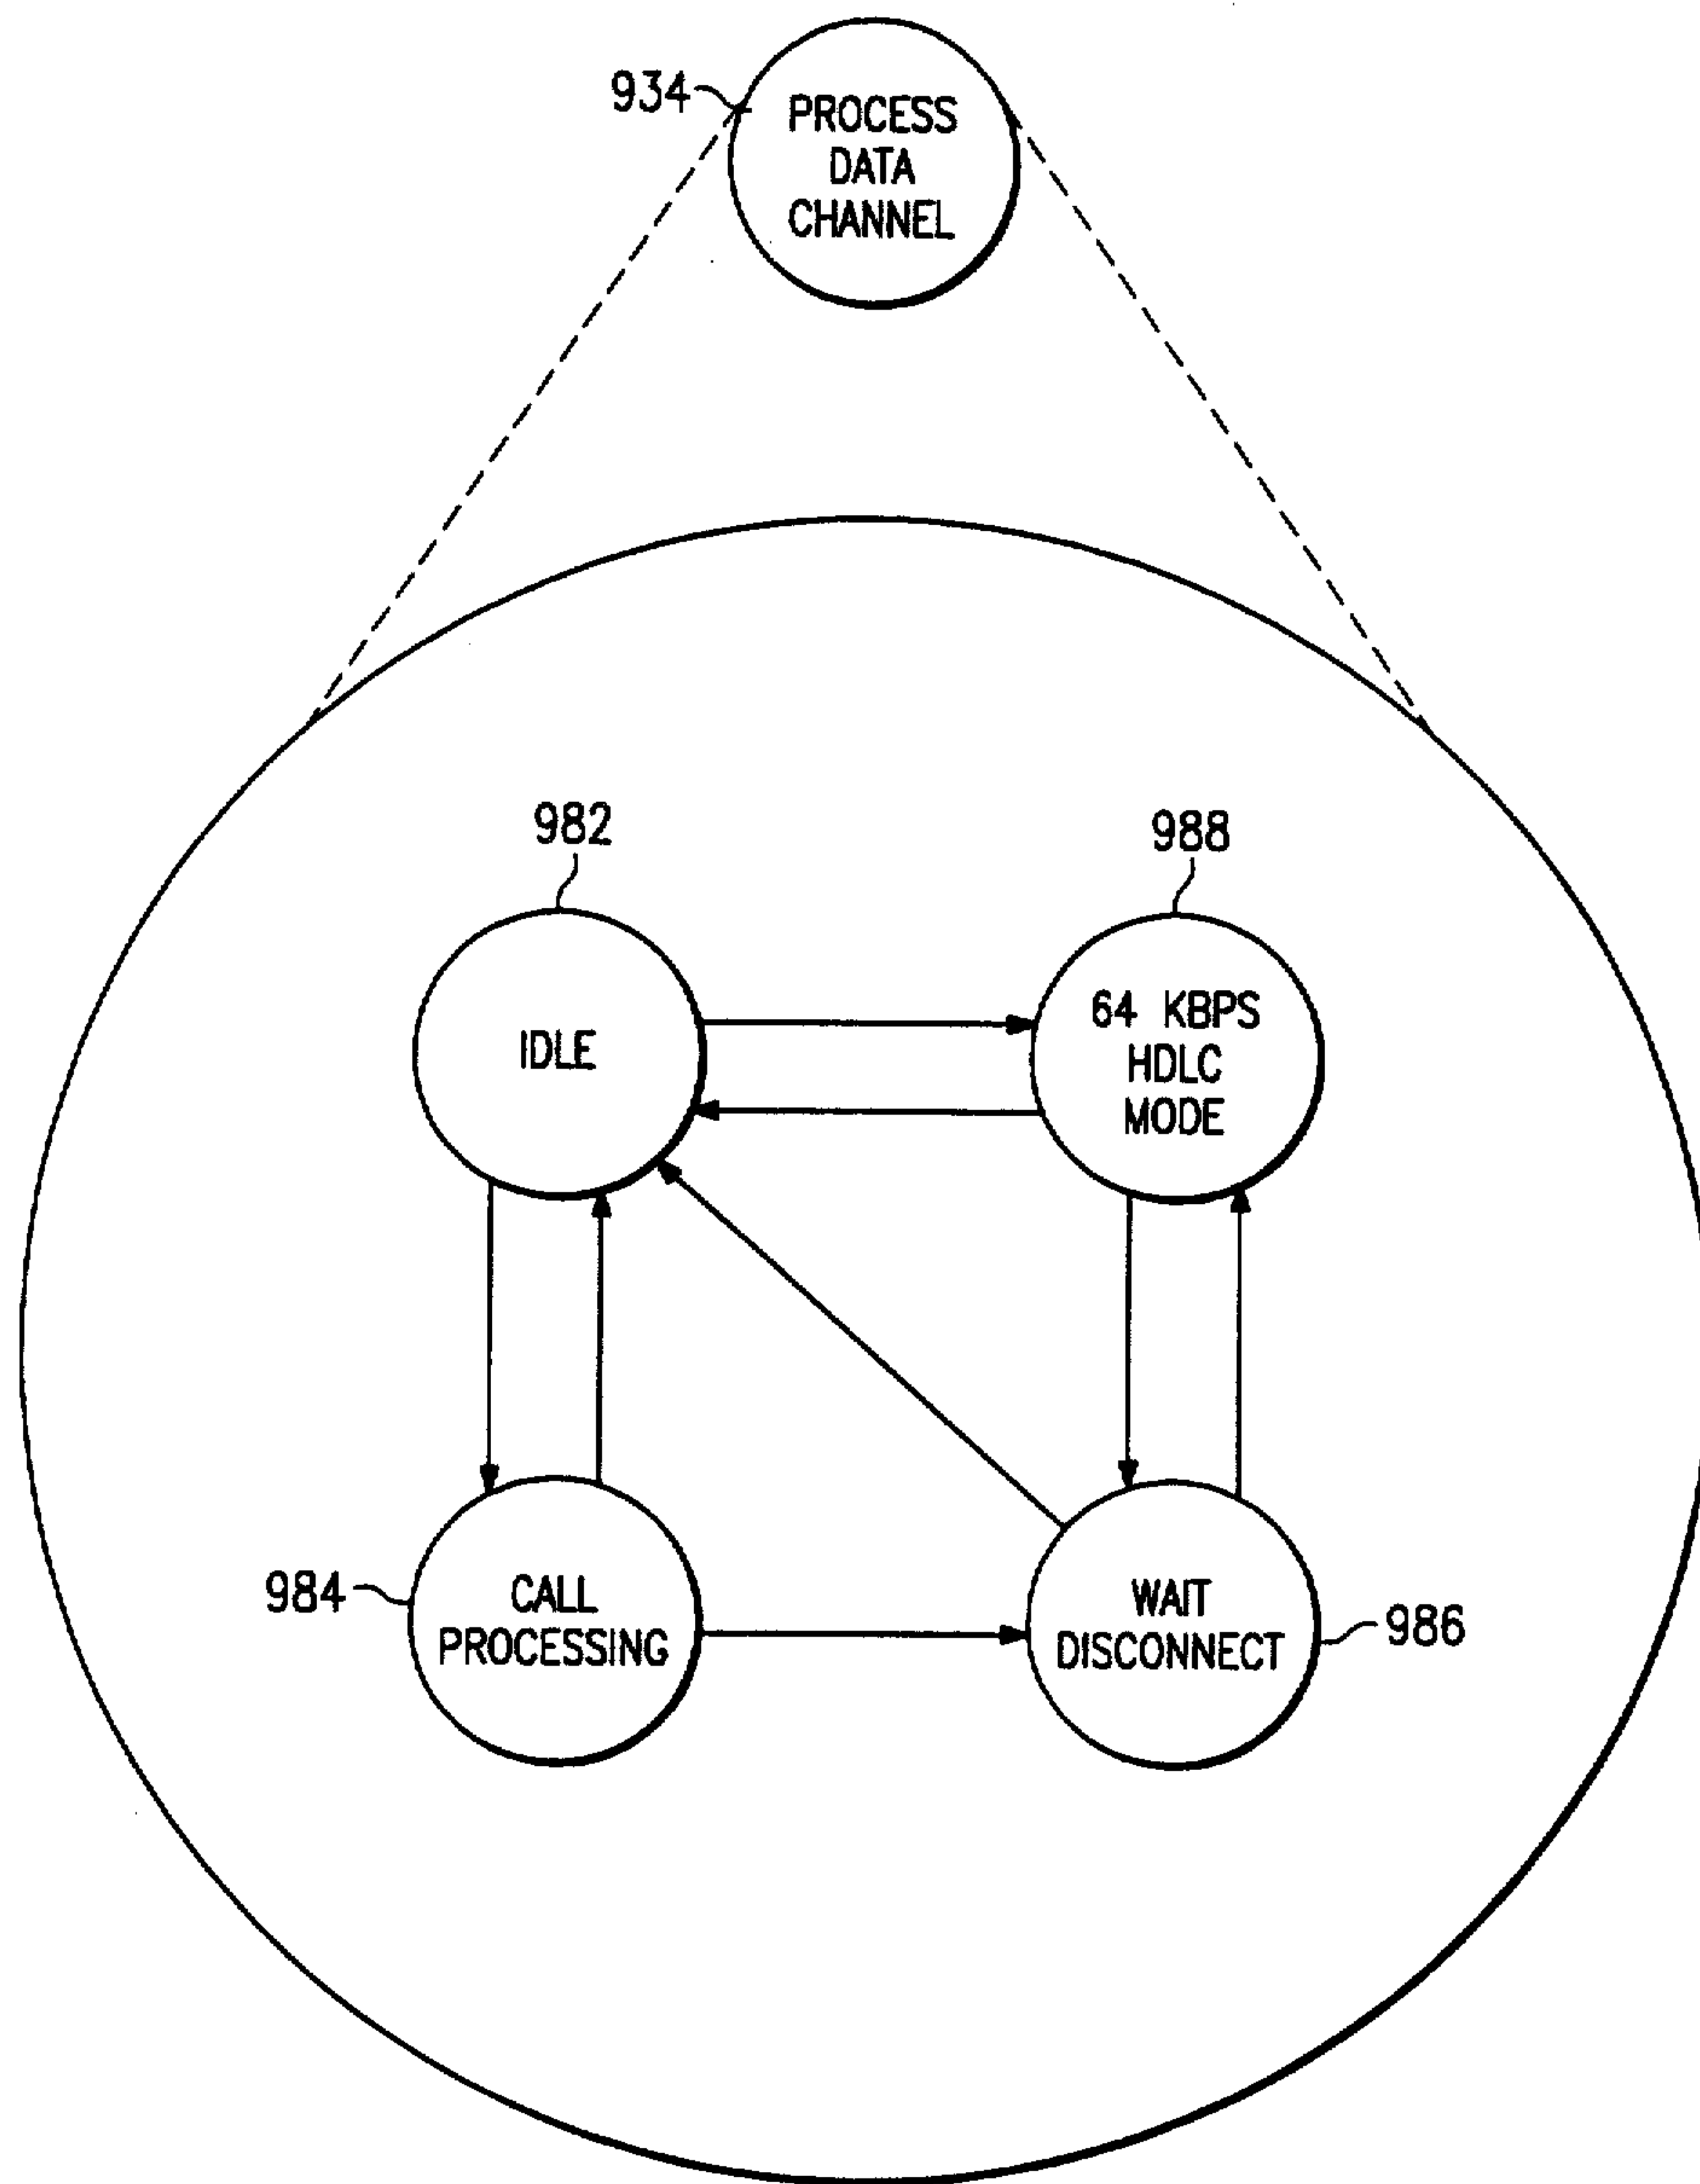 934
PROCESS
DATA
CHANNEL
982
988
IDLE
64 KBPS
HDLC
MODE
984
CALL
PROCESSING
WAIT
DISCONNECT
986